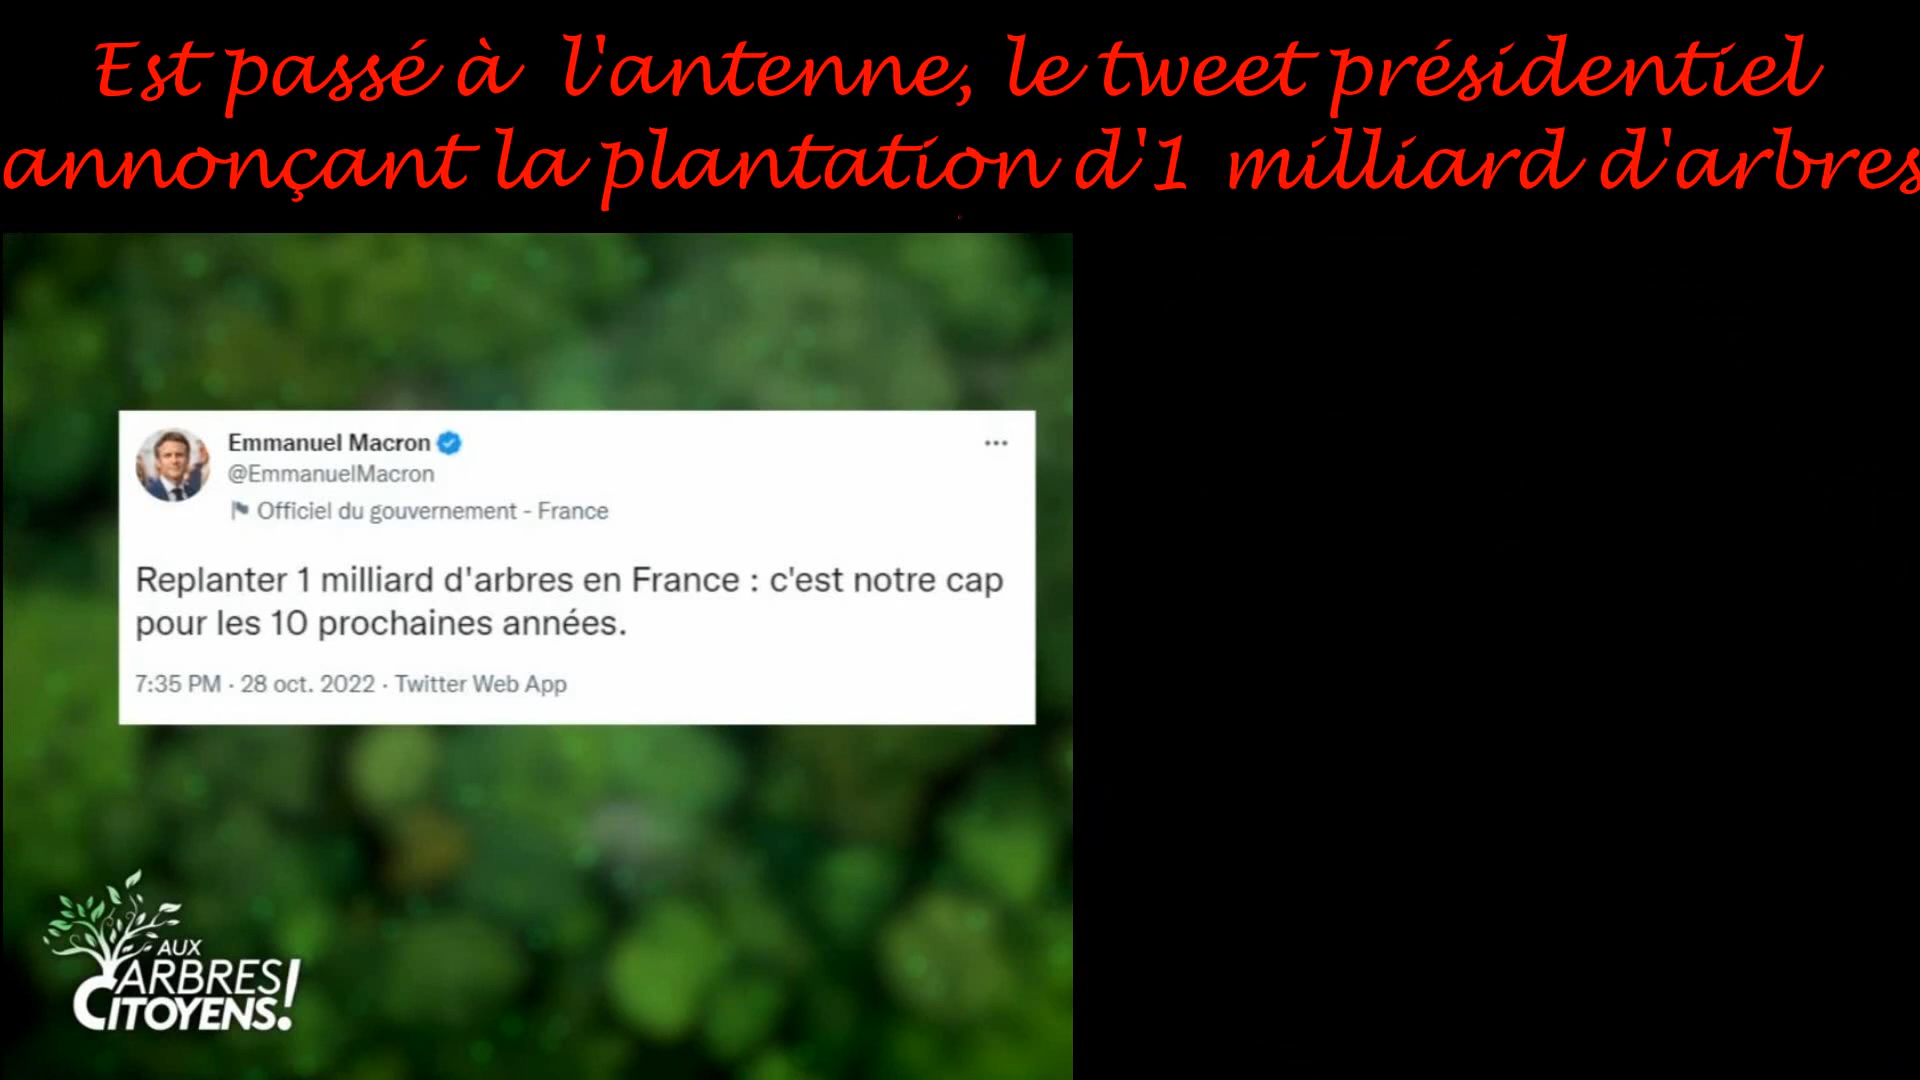 Est passé à l'antenne, le tweet présidentiel
annonçant la plantation d'1 milliard d'arbres
Emmanuel Macron
@EmmanuelMacron
Officiel du gouvernement - France
Replanter 1 milliard d'arbres en France : c'est notre cap
pour les 10 prochaines années.
7:35 PM · 28 oct. 2022 · Twitter Web App
AUX
ARBRES
CITOYENS!